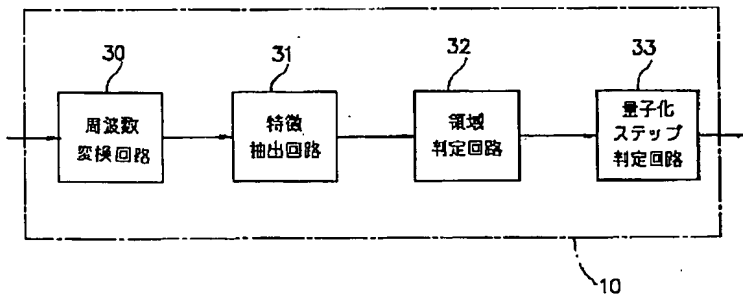 30
周波数
変換回路
31
特徴
抽出回路
32
領域
判定回路
33
量子化
ステップ
判定回路
10